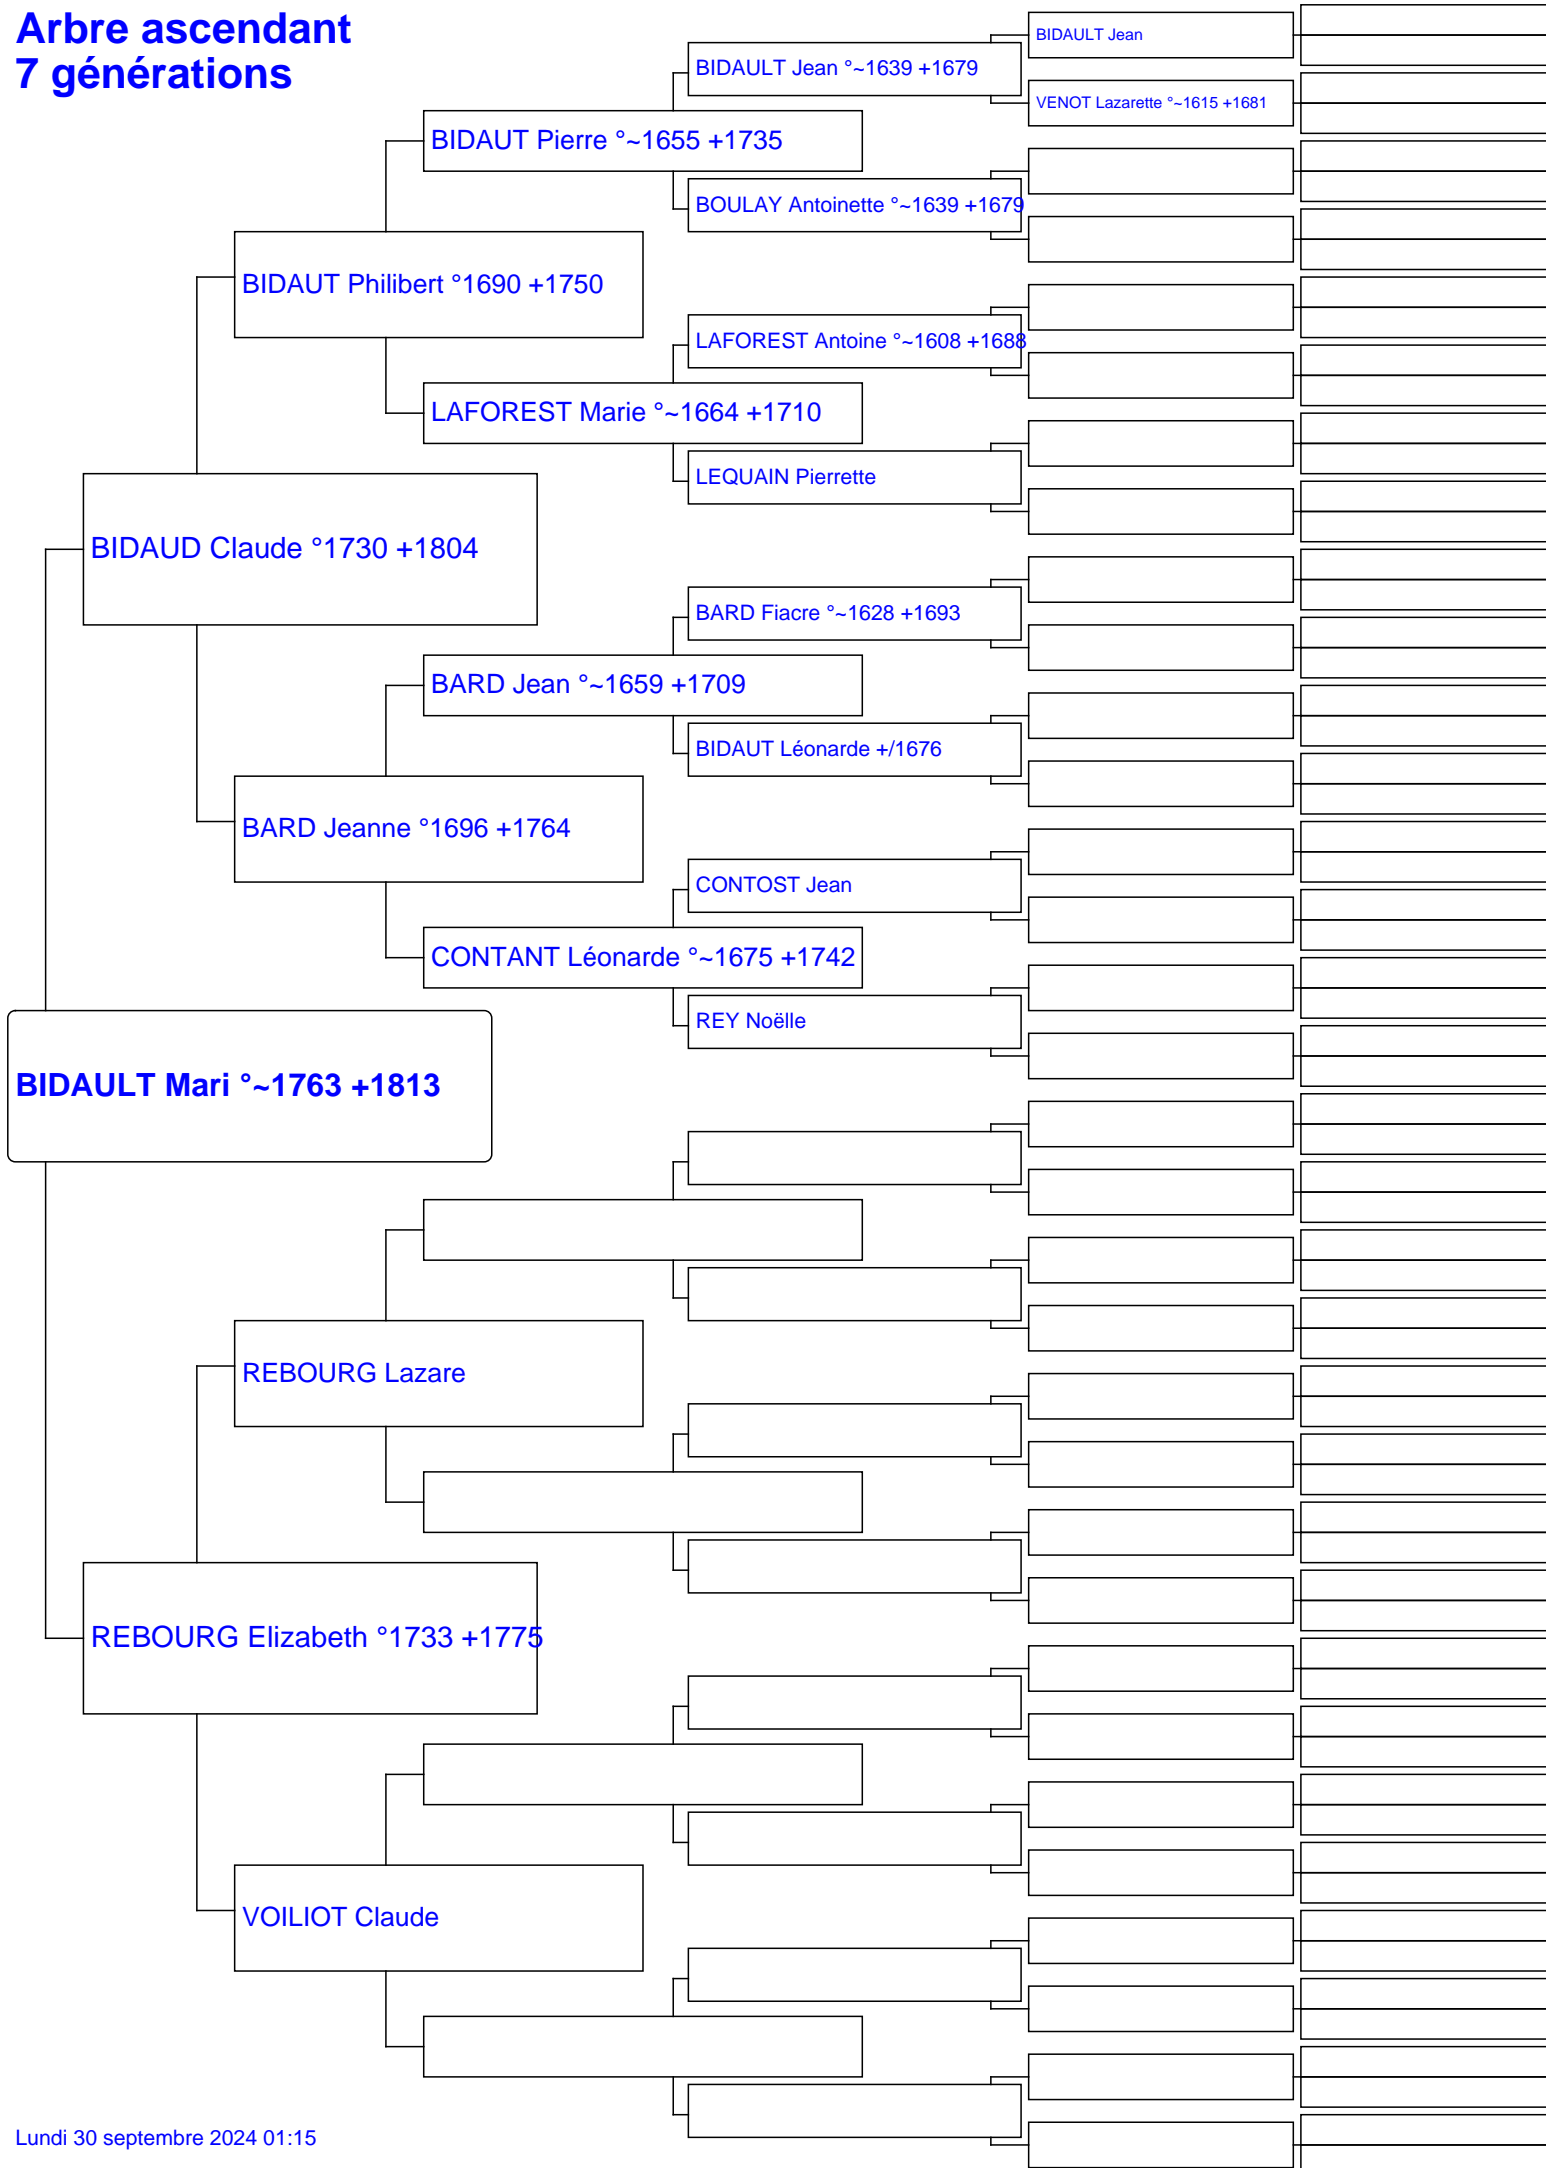 Arbre ascendant
7 générations
BIDAULT Jean
BIDAULT Jean °~1639 +1679
VENOT Lazarette °~1615 +1681
BIDAUT Pierre °~1655 +1735
BOULAY Antoinette °~1639 +1679
BIDAUT Philibert °1690 +1750
LAFOREST Antoine °~1608 +1688
LAFOREST Marie °~1664 +1710
LEQUAIN Pierrette
BIDAUD Claude °1730 +1804
BARD Fiacre °~1628 +1693
BARD Jean °~1659 +1709
BIDAUT Léonarde +/1676
BARD Jeanne °1696 +1764
CONTOST Jean
CONTANT Léonarde °~1675 +1742
REY Noëlle
BIDAULT Mari °~1763 +1813
REBOURG Lazare
REBOURG Elizabeth °1733 +1775
VOILIOT Claude
Lundi 30 septembre 2024 01:15